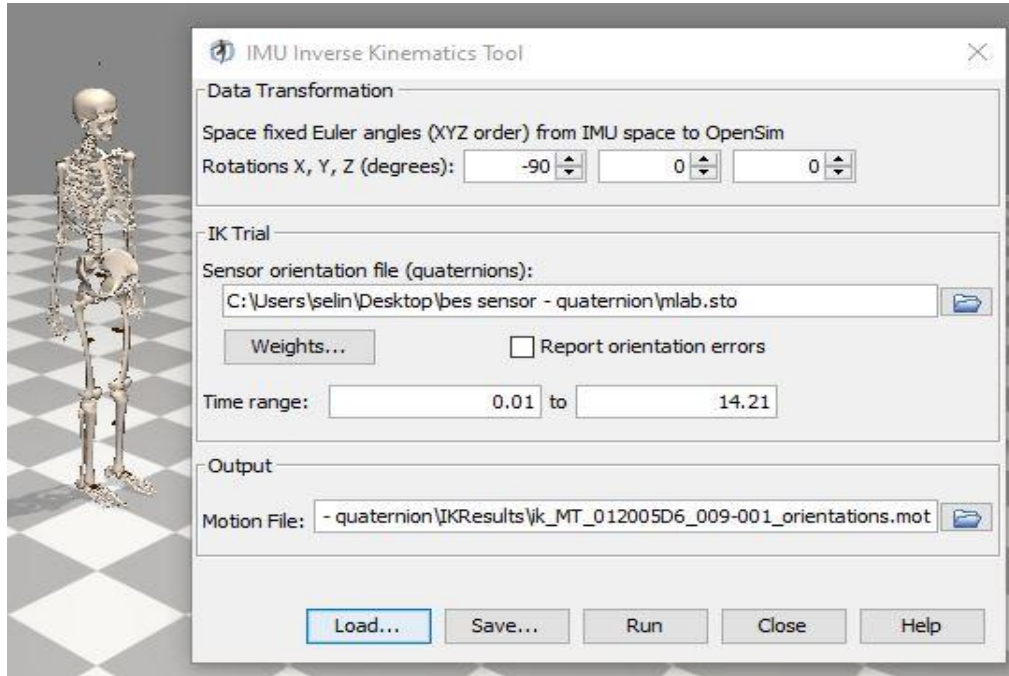 IMU Inverse Kinematics Tool
Data Transformation
Space fixed Euler angles (XYZ order) from IMU space to OpenSim
Rotations X, Y, Z (degrees): -90 0 0
IK Trial
Sensor orientation file (quaternions):
C:\Users\selin\Desktop\bes sensor - quaternion\mlab.sto
Weights... Report orientation errors
Time range: 0.01 to 14.21
Output
Motion File: - quaternion\IKResults\ik_MT_012005D6_009-001_orientations.mot
Load... Save... Run Close Help